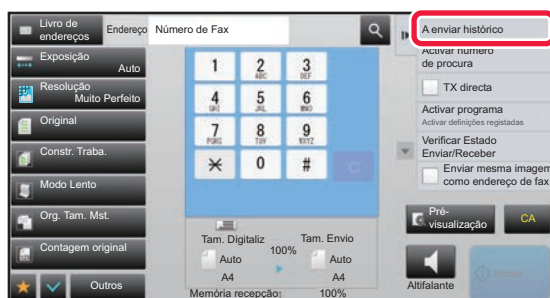 Livro de
endereços
Endereço
Número de Fax
A enviar histórico
Exposição
Auto
Activar número
de procura
Resolução
Muito Perfeito
TX directa
Original
Activar programa
Activar definições registadas
Constr. Traba.
Verificar Estado
Enviar/Receber
Modo Lento
Enviar mesma imagem
como endereço de fax
Org. Tam. Mst.
Contagem original
Outros
1
2
ABC
3
DEF
4
GHI
5
JKL
6
MNO
7
PQRS
8
TUV
9
WXYZ
0
#
C
Tam. Digitaliz
100%
Tam. Envio
Auto
Auto
A4
A4
Memória recepção:
100%
Pré-
visualização
CA
Altifalante
Iniciar